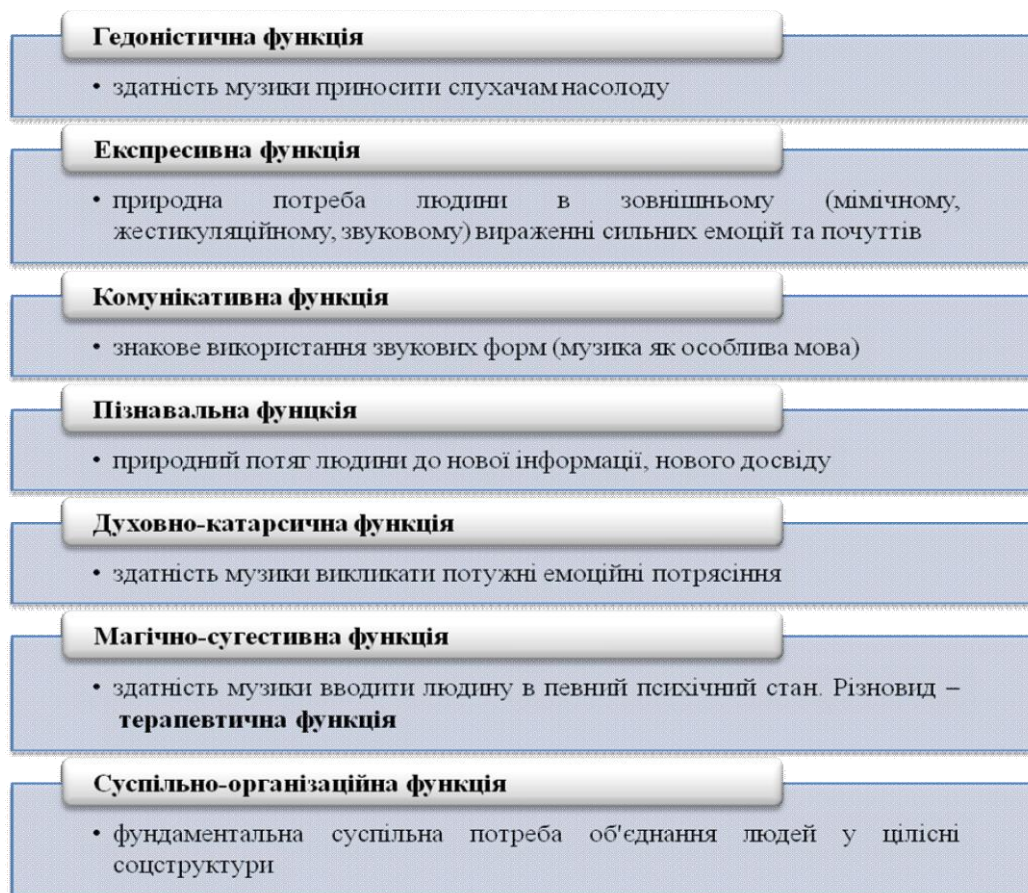 Гедоністична функція
• здатність музики приносити слухачам насолоду
Експресивна функція
• природна потреба людини в зовнішньому (мімічному,
жестикуляційному, звуковому) вираженні сильних емоцій та почуттів
Комунікативна функція
• знакове використання звукових форм (музика як особлива мова)
Пізнавальна фунцкія
• природний потяг людини до нової інформації, нового досвіду
Духовно-катарсична функція
• здатність музики викликати потужні емоційні потрясіння
Магічно-сугестивна функція
• здатність музики вводити людину в певний психічний стан. Різновид –
терапевтична функція
Суспільно-організаційна функція
• фундаментальна суспільна потреба об'єднання людей у цілісні
соцструктури